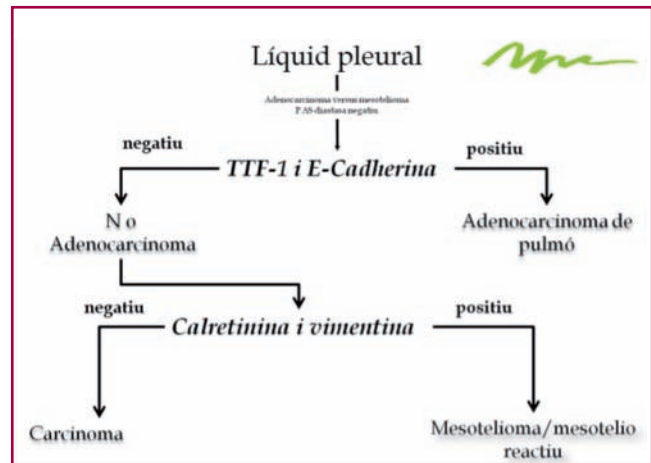 Líquid pleural
Adenocarcinoma versus mesotelioma
PAS-diastasa negatiu
negatiu
positiu
TTF-1 i E-Cadherina
N o
Adenocarcinoma
Adenocarcinoma de
pulmó
negatiu
positiu
Calretinina i vimentina
Carcinoma
Mesotelioma/mesotelio
reactiu